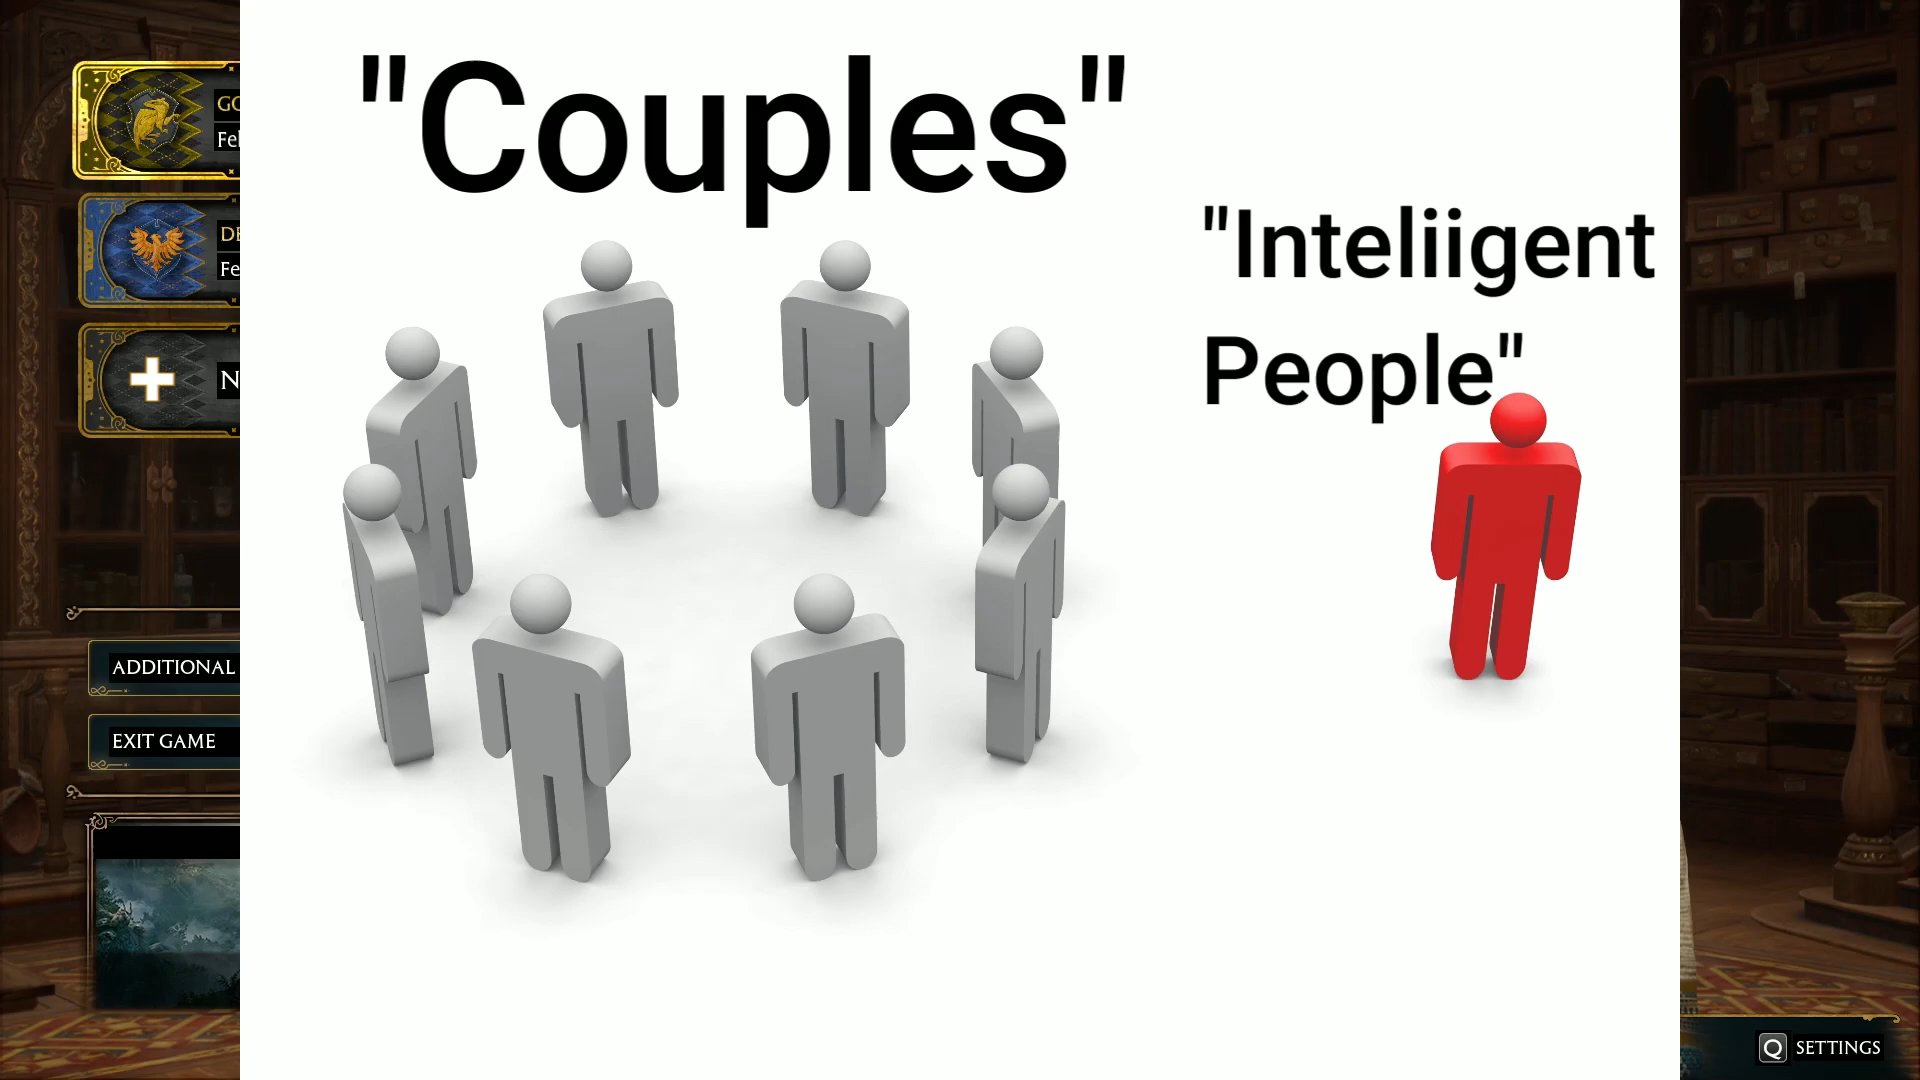 "Couples"
"Inteliigent
People"
ADDITIONAL
EXIT GAME
Q SETTINGS